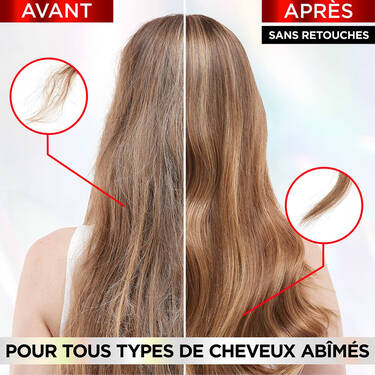 AVANT
APRÈS
SANS RETOUCHES
POUR TOUS TYPES DE CHEVEUX ABÎMÉS